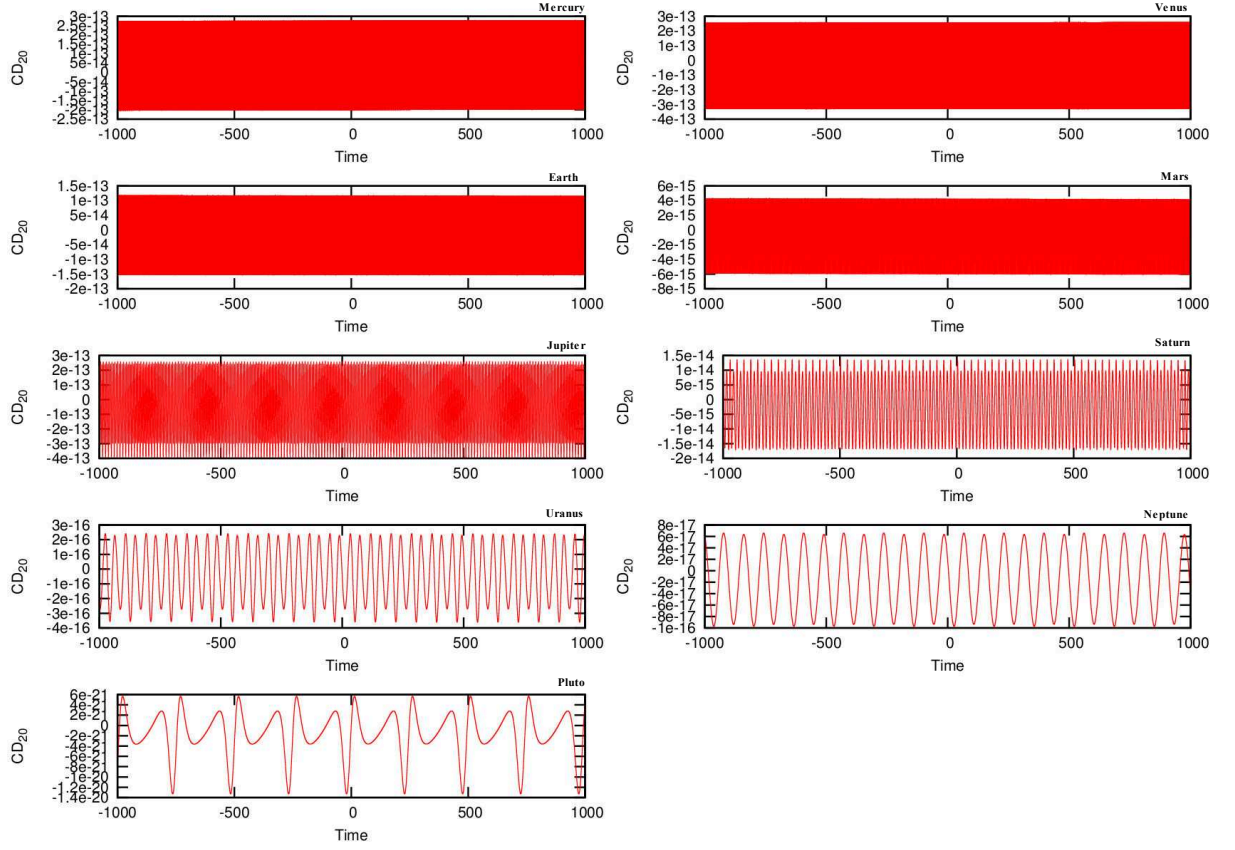 Mercury
3e-13
2.5e-13
2e-13
1.5e-13
1e-13
5e-14
0
-5e-14
-1e-13
-1.5e-13
-2e-13
-2.5e-13
CD20
-1000 -500 0 500 1000
Time
Venus
3e-13
2e-13
1e-13
0
-1e-13
-2e-13
-3e-13
-4e-13
CD20
-1000 -500 0 500 1000
Time
Earth
1.5e-13
1e-13
5e-14
0
-5e-14
-1e-13
-1.5e-13
-2e-13
CD20
-1000 -500 0 500 1000
Time
Mars
6e-15
4e-15
2e-15
0
-2e-15
-4e-15
-6e-15
-8e-15
CD20
-1000 -500 0 500 1000
Time
Jupiter
3e-13
2e-13
1e-13
0
-1e-13
-2e-13
-3e-13
-4e-13
CD20
-1000 -500 0 500 1000
Time
Saturn
1.5e-14
1e-14
5e-15
0
-5e-15
-1e-14
-1.5e-14
-2e-14
CD20
-1000 -500 0 500 1000
Time
Uranus
3e-16
2e-16
1e-16
0
-1e-16
-2e-16
-3e-16
-4e-16
CD20
-1000 -500 0 500 1000
Time
Neptune
8e-17
6e-17
4e-17
2e-17
0
-2e-17
-4e-17
-6e-17
-8e-17
-1e-16
CD20
-1000 -500 0 500 1000
Time
Pluto
6e-21
4e-21
2e-21
0
-2e-21
-4e-21
-6e-21
-8e-21
-1e-20
-1.2e-20
-1.4e-20
CD20
-1000 -500 0 500 1000
Time